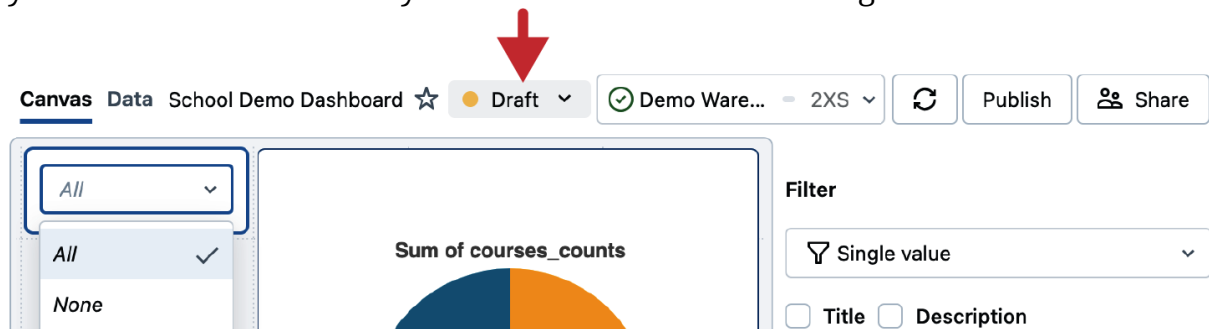 Canvas Data School Demo Dashboard Draft Demo Ware... 2XS Publish Share
All
Filter
All
Sum of courses_counts
Single value
None
Title Description